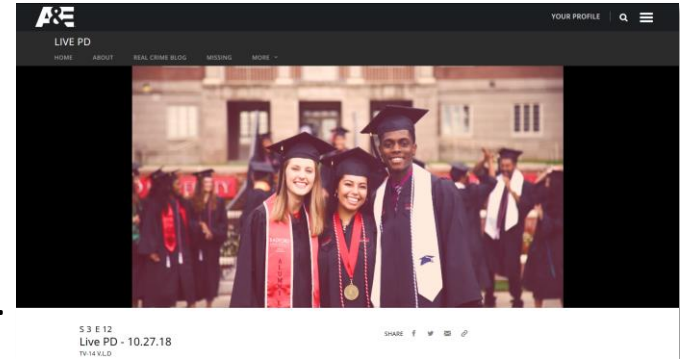 A&E
YOUR PROFILE
LIVE PD
HOME ABOUT REAL CRIME BLOG MISSING MORE
S 3 E 12
Live PD - 10.27.18
TV-14 V,L,D
SHARE